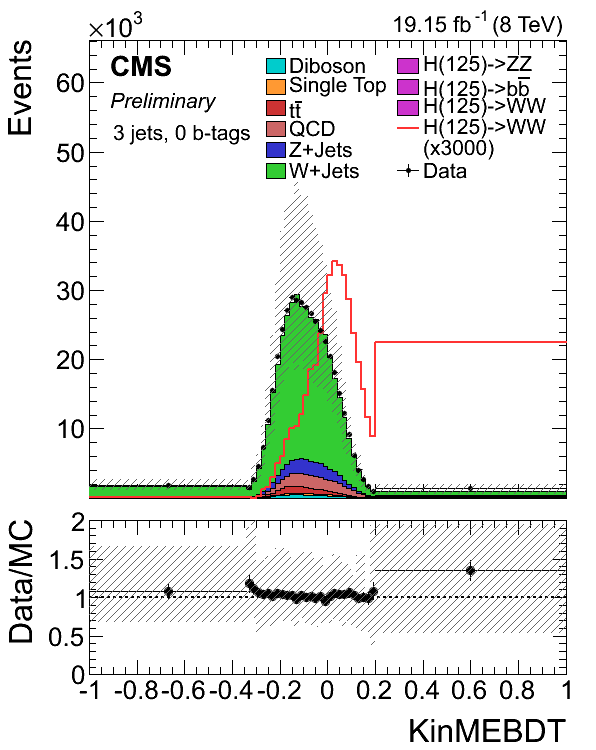 ×10³
19.15 fb⁻¹ (8 TeV)
Events
CMS
Preliminary
3 jets, 0 b-tags
Diboson
Single Top
tt̅
QCD
Z+Jets
W+Jets
H(125)->ZZ
H(125)->bb̅
H(125)->WW
H(125)->WW
(x3000)
Data
60
50
40
30
20
10
Data/MC
2
1.5
1
0.5
0
-1 -0.8 -0.6 -0.4 -0.2 0 0.2 0.4 0.6 0.8 1
KinMEBDT